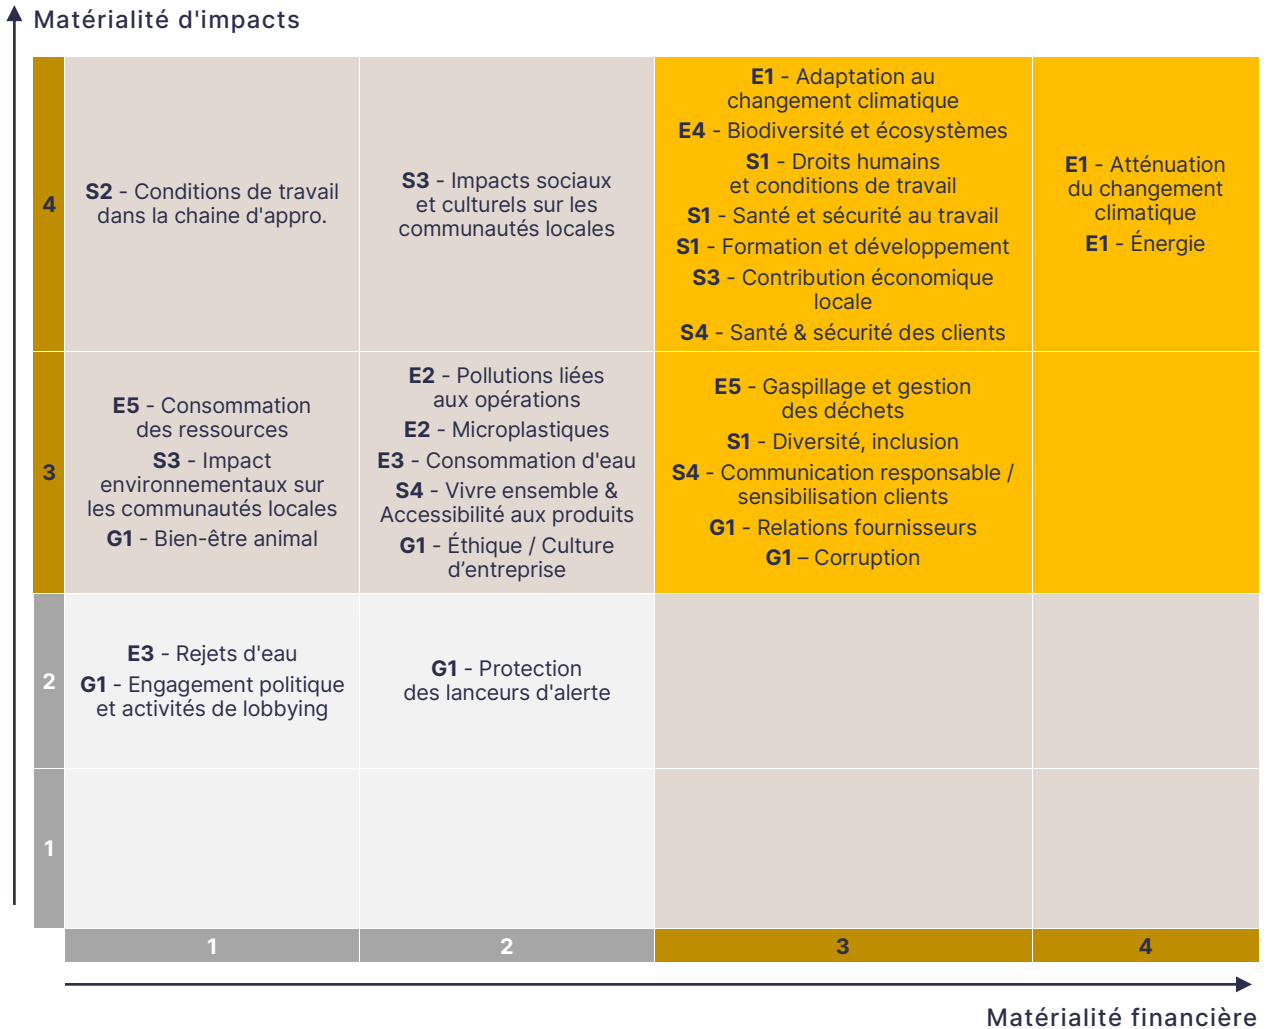 Matérialité d'impacts
4
S2 - Conditions de travail
dans la chaine d'appro.
S3 - Impacts sociaux
et culturels sur les
communautés locales
E1 - Adaptation au
changement climatique
E4 - Biodiversité et écosystèmes
S1 - Droits humains
et conditions de travail
S1 - Santé et sécurité au travail
S1 - Formation et développement
S3 - Contribution économique
locale
S4 - Santé & sécurité des clients
E1 - Atténuation
du changement
climatique
E1 - Énergie
3
E5 - Consommation
des ressources
S3 - Impact
environnementaux sur
les communautés locales
G1 - Bien-être animal
E2 - Pollutions liées
aux opérations
E2 - Microplastiques
E3 - Consommation d'eau
S4 - Vivre ensemble &
Accessibilité aux produits
G1 - Éthique / Culture
d’entreprise
E5 - Gaspillage et gestion
des déchets
S1 - Diversité, inclusion
S4 - Communication responsable /
sensibilisation clients
G1 - Relations fournisseurs
G1 – Corruption
2
E3 - Rejets d'eau
G1 - Engagement politique
et activités de lobbying
G1 - Protection
des lanceurs d'alerte
1
1
2
3
4
Matérialité financière